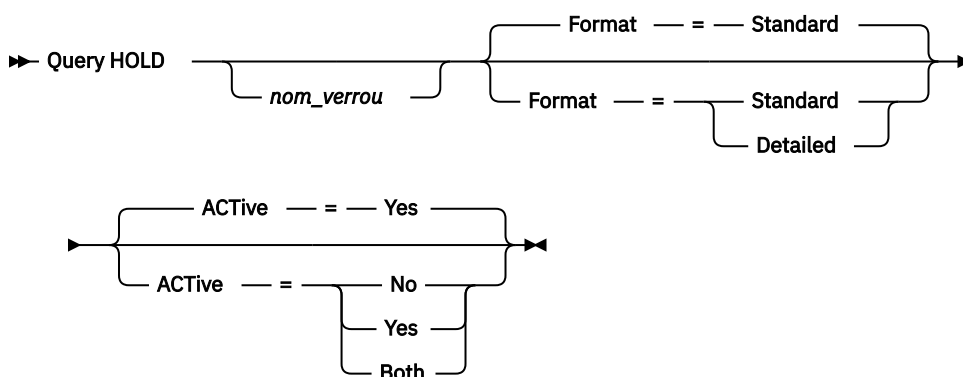 Format = Standard
Query HOLD
nom_verrou
Format = Standard
Detailed
ACTive = Yes
ACTive = No
Yes
Both